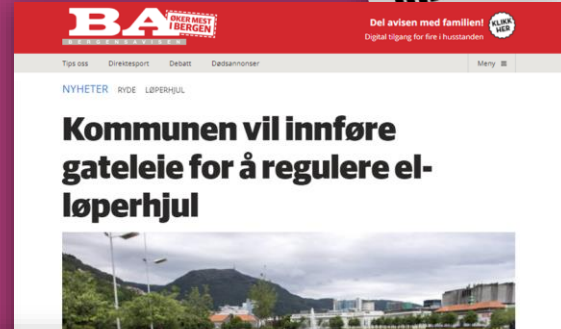 BA
ØKER MEST
I BERGEN
BERGENSAVISEN
Del avisen med familien!
Digital tilgang for fire i husstanden
KLIKK
HER
Tips oss Direktesport Debatt Dødsannonser Meny
NYHETER RYDE LØPERHJUL
Kommunen vil innføre
gateleie for å regulere el-
løperhjul